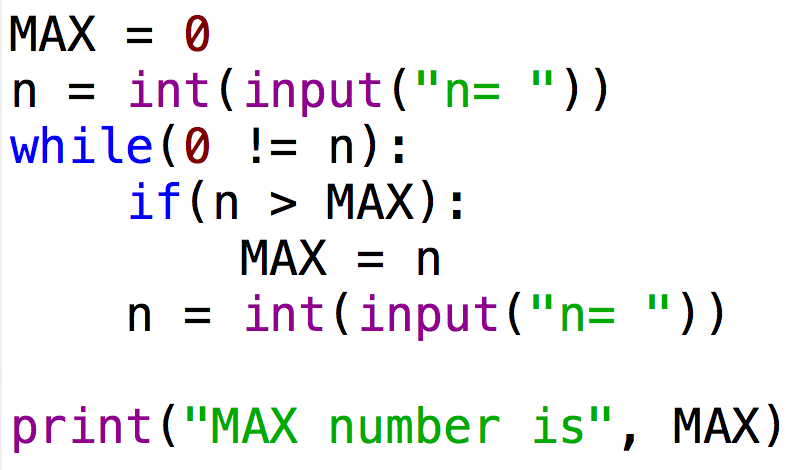 MAX = 0
n = int(input("n= "))
while(0 != n):
    if(n > MAX):
        MAX = n
    n = int(input("n= "))

print("MAX number is", MAX)